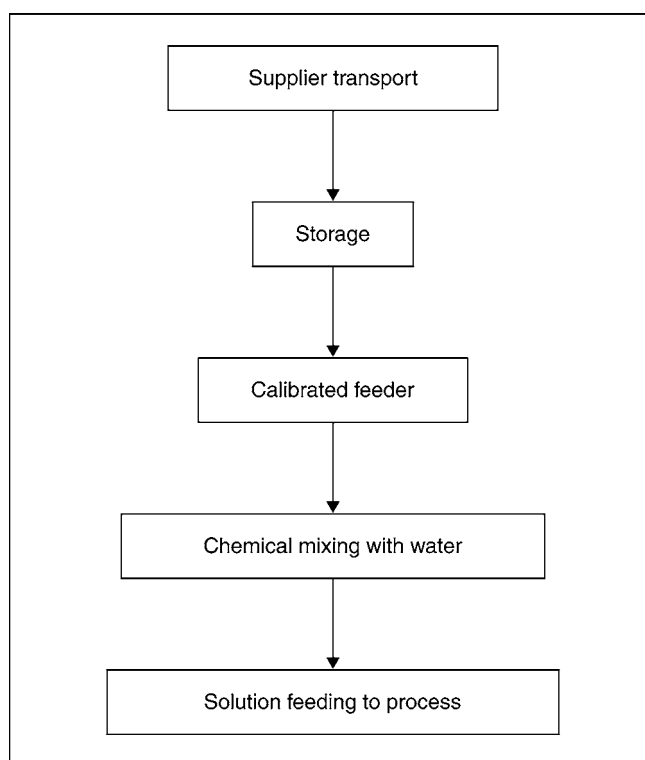 Supplier transport
Storage
Calibrated feeder
Chemical mixing with water
Solution feeding to process